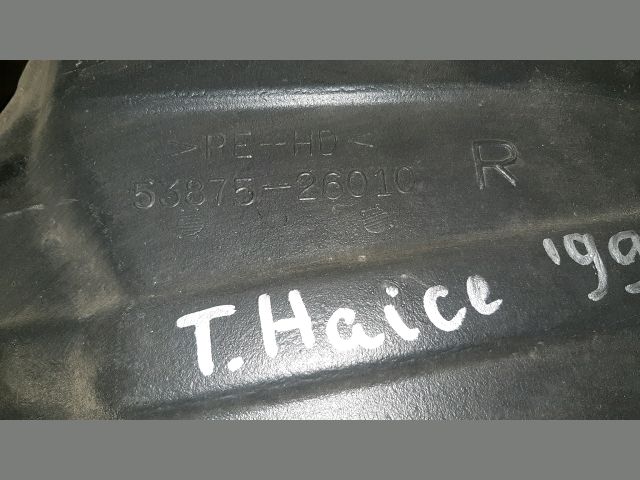 >PE--HD<
53875-26010
R
T.Haice '99